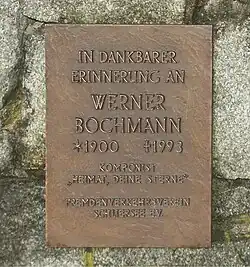 IN DANKBARER
ERINNERUNG AN
WERNER
BOCHMANN
*1900 †1993
KOMPONIST
„HEIMAT, DEINE STERNE"
FREMDENVERKEHRSVEREIN
SCHLIERSEE E.V.